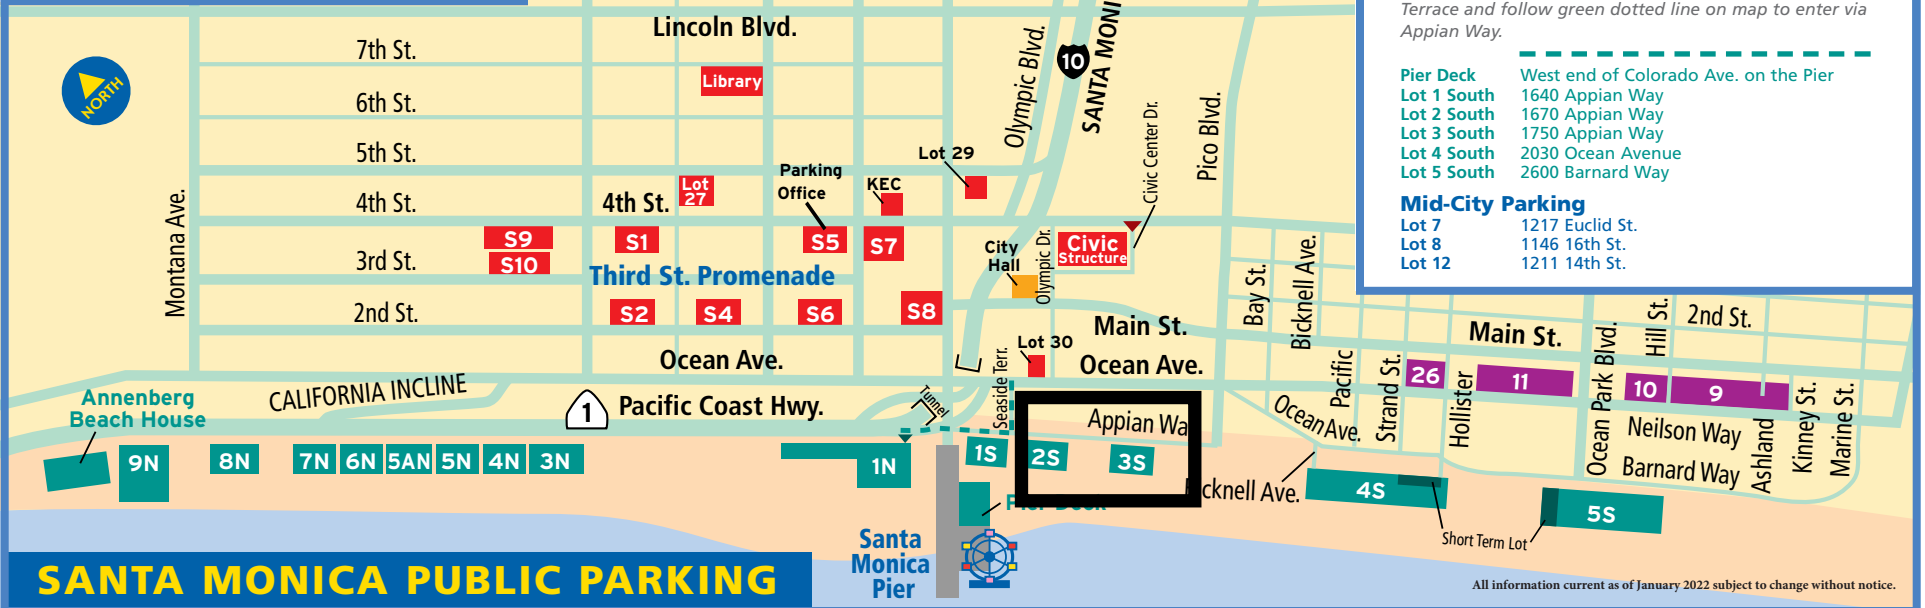 Terrace and follow green dotted line on map to enter via
Appian Way.
Pier Deck West end of Colorado Ave. on the Pier
Lot 1 South 1640 Appian Way
Lot 2 South 1670 Appian Way
Lot 3 South 1750 Appian Way
Lot 4 South 2030 Ocean Avenue
Lot 5 South 2600 Barnard Way
Mid-City Parking
Lot 7 1217 Euclid St.
Lot 8 1146 16th St.
Lot 12 1211 14th St.
Lincoln Blvd.
7th St.
NORTH
Library
6th St.
5th St.
4th St.
4th St.
3rd St.
2nd St.
Montana Ave.
Olympic Blvd.
10
SANTA MONI
Civic Center Dr.
Pico Blvd.
Lot 29
Parking
Office
KEC
Lot
27
S9
S10
S1
S5
S7
Third St. Promenade
S2
S4
S6
S8
City
Hall
Olympic Dr.
Civic
Structure
Bay St.
Bicknell Ave.
Main St.
Main St.
Hill St.
2nd St.
Ocean Ave.
Lot 30
Ocean Ave.
Seaside Terr.
Pacific
Strand St.
26
Hollister
11
Ocean Park Blvd.
10
9
Kinney St.
Marine St.
Ashland
Neilson Way
Barnard Way
Annenberg
Beach House
CALIFORNIA INCLINE
1
Pacific Coast Hwy.
Tunnel
Appian Wa
Ocean Ave.
9N
8N
7N
6N
5AN
5N
4N
3N
1N
1S
2S
3S
cknell Ave.
4S
5S
Short Term Lot
Santa
Monica
Pier
SANTA MONICA PUBLIC PARKING
All information current as of January 2022 subject to change without notice.